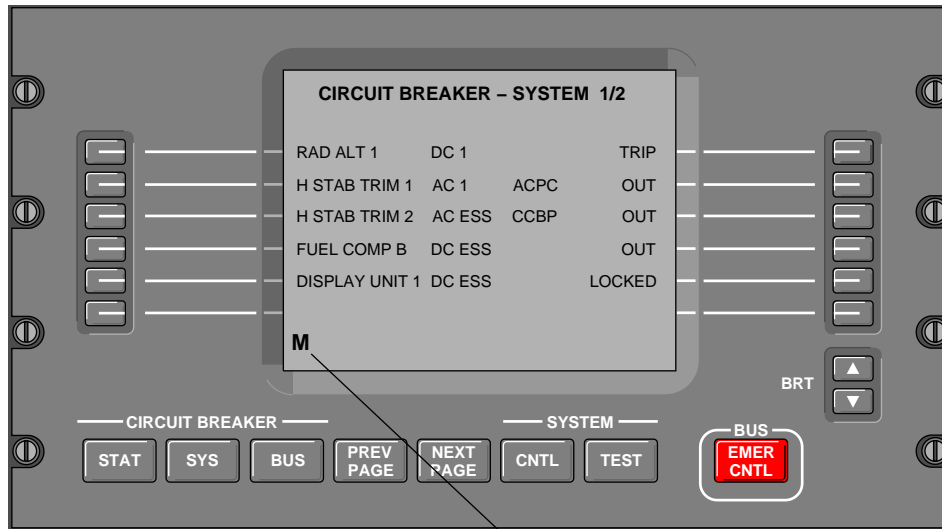 CIRCUIT BREAKER – SYSTEM 1/2
RAD ALT 1 DC 1 TRIP
H STAB TRIM 1 AC 1 ACPC OUT
H STAB TRIM 2 AC ESS CCBP OUT
FUEL COMP B DC ESS OUT
DISPLAY UNIT 1 DC ESS LOCKED
M
BRT
CIRCUIT BREAKER
SYSTEM
BUS
STAT
SYS
BUS
PREV
PAGE
NEXT
PAGE
CNTL
TEST
EMER
CNTL